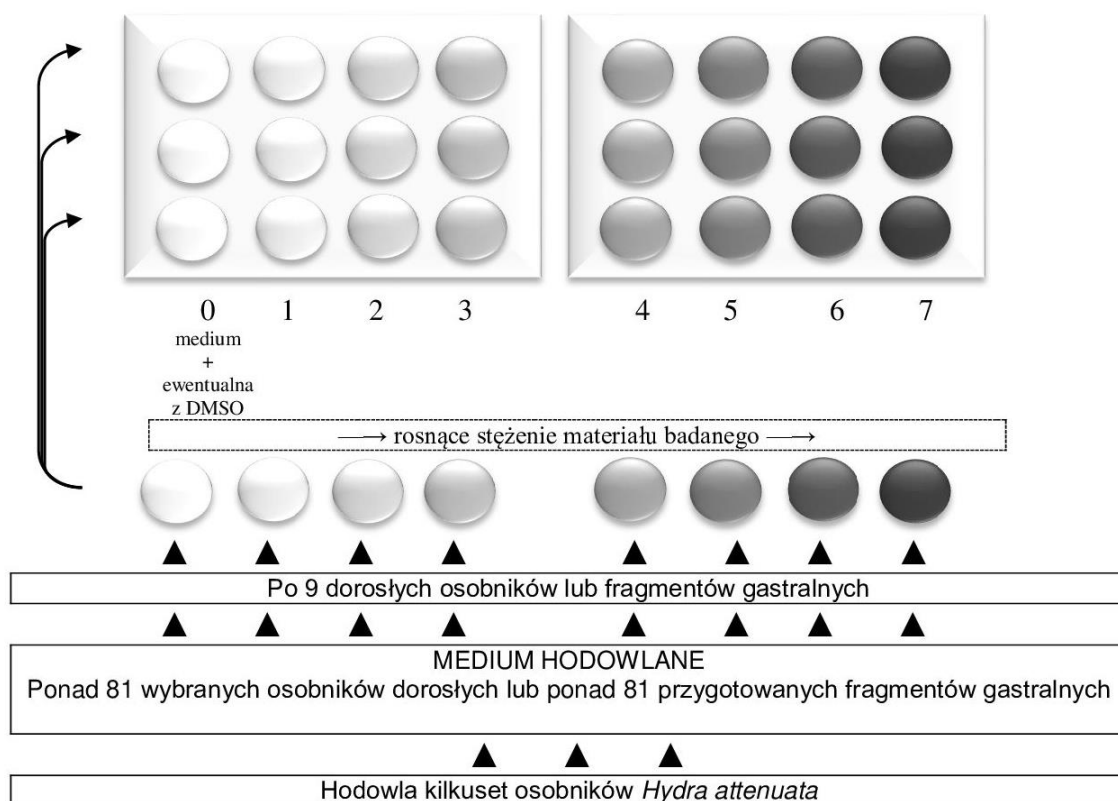 0 1 2 3 4 5 6 7
medium
+
ewentualna
z DMSO
⟶ rosnące stężenie materiału badanego ⟶
Po 9 dorosłych osobników lub fragmentów gastralnych
MEDIUM HODOWLANE
Ponad 81 wybranych osobników dorosłych lub ponad 81 przygotowanych fragmentów gastralnych
Hodowla kilkuset osobników Hydra attenuata